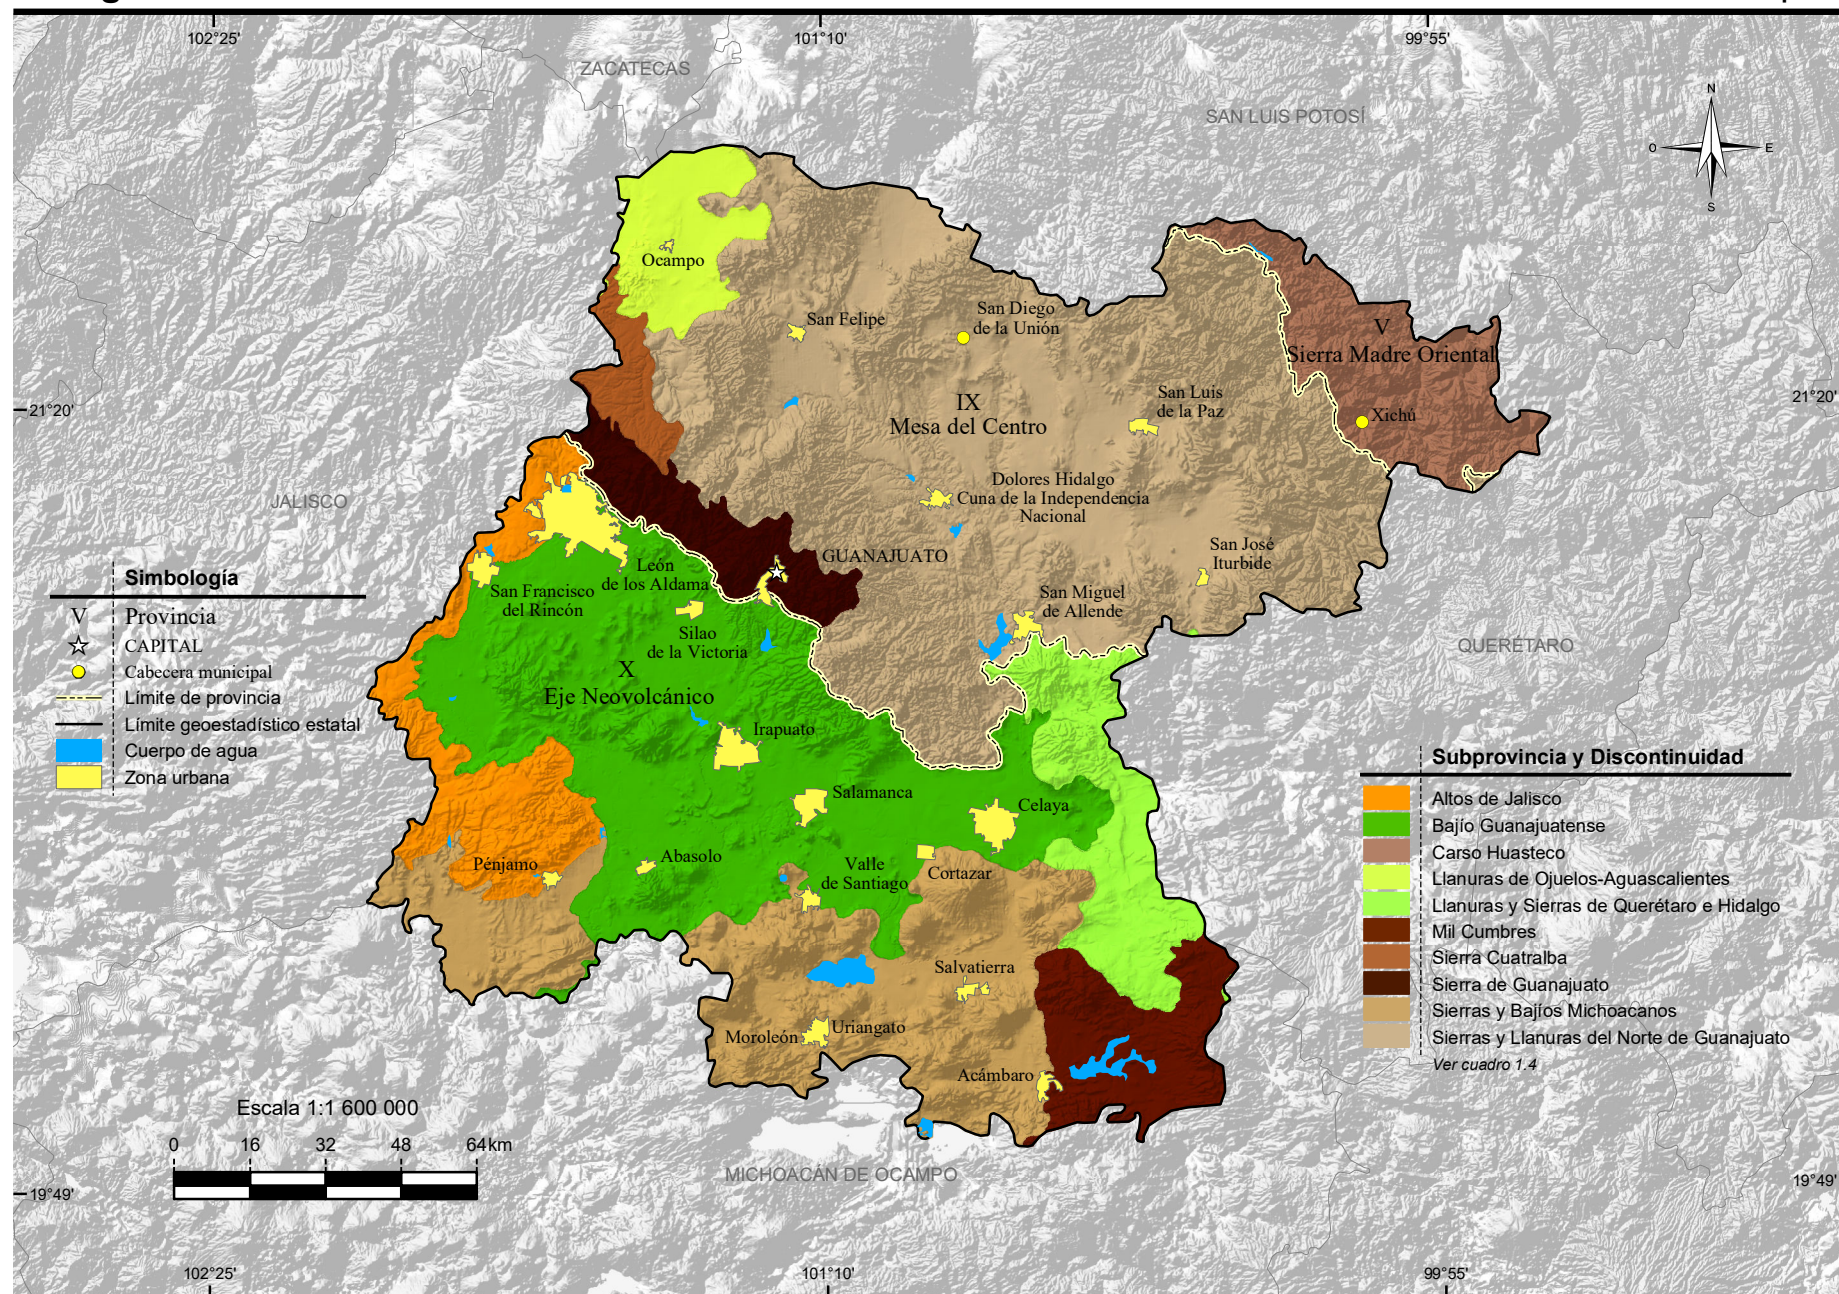 102°25'
101°10'
99°55'
ZACATECAS
SAN LUIS POTOSÍ
N
O
E
S
Ocampo
San Felipe
San Diego
de la Unión
V
Sierra Madre Oriental
21°20'
21°20'
San Luis
de la Paz
IX
Mesa del Centro
Xichú
JALISCO
Dolores Hidalgo
Cuna de la Independencia
Nacional
GUANAJUATO
San José
Iturbide
León
de los Aldama
San Francisco
del Rincón
San Miguel
de Allende
Silao
de la Victoria
QUERÉTARO
X
Eje Neovolcánico
Irapuato
Salamanca
Celaya
Pénjamo
Abasolo
Valle
de Santiago
Cortazar
Salvatierra
Moroleón
Uriangato
Acámbaro
MICHOACÁN DE OCAMPO
Simbología
V Provincia
CAPITAL
Cabecera municipal
Límite de provincia
Límite geoestadístico estatal
Cuerpo de agua
Zona urbana
Subprovincia y Discontinuidad
Altos de Jalisco
Bajío Guanajuatense
Carso Huasteco
Llanuras de Ojuelos-Aguascalientes
Llanuras y Sierras de Querétaro e Hidalgo
Mil Cumbres
Sierra Cuatralba
Sierra de Guanajuato
Sierras y Bajíos Michoacanos
Sierras y Llanuras del Norte de Guanajuato
Ver cuadro 1.4
Escala 1:1 600 000
0 16 32 48 64 km
19°49'
19°49'
102°25'
101°10'
99°55'